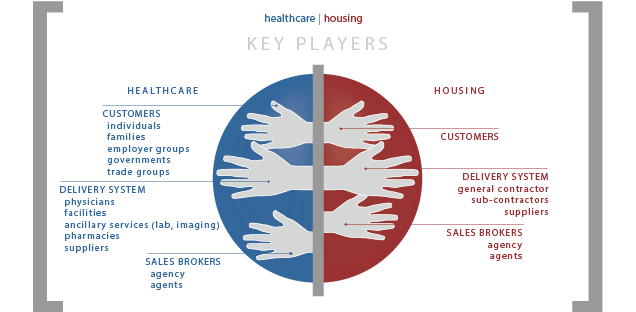 healthcare | housing
KEY PLAYERS
HEALTHCARE
CUSTOMERS
individuals
families
employer groups
governments
trade groups
DELIVERY SYSTEM
physicians
facilities
ancillary services (lab, imaging)
pharmacies
suppliers
SALES BROKERS
agency
agents
HOUSING
CUSTOMERS
DELIVERY SYSTEM
general contractor
sub-contractors
suppliers
SALES BROKERS
agency
agents